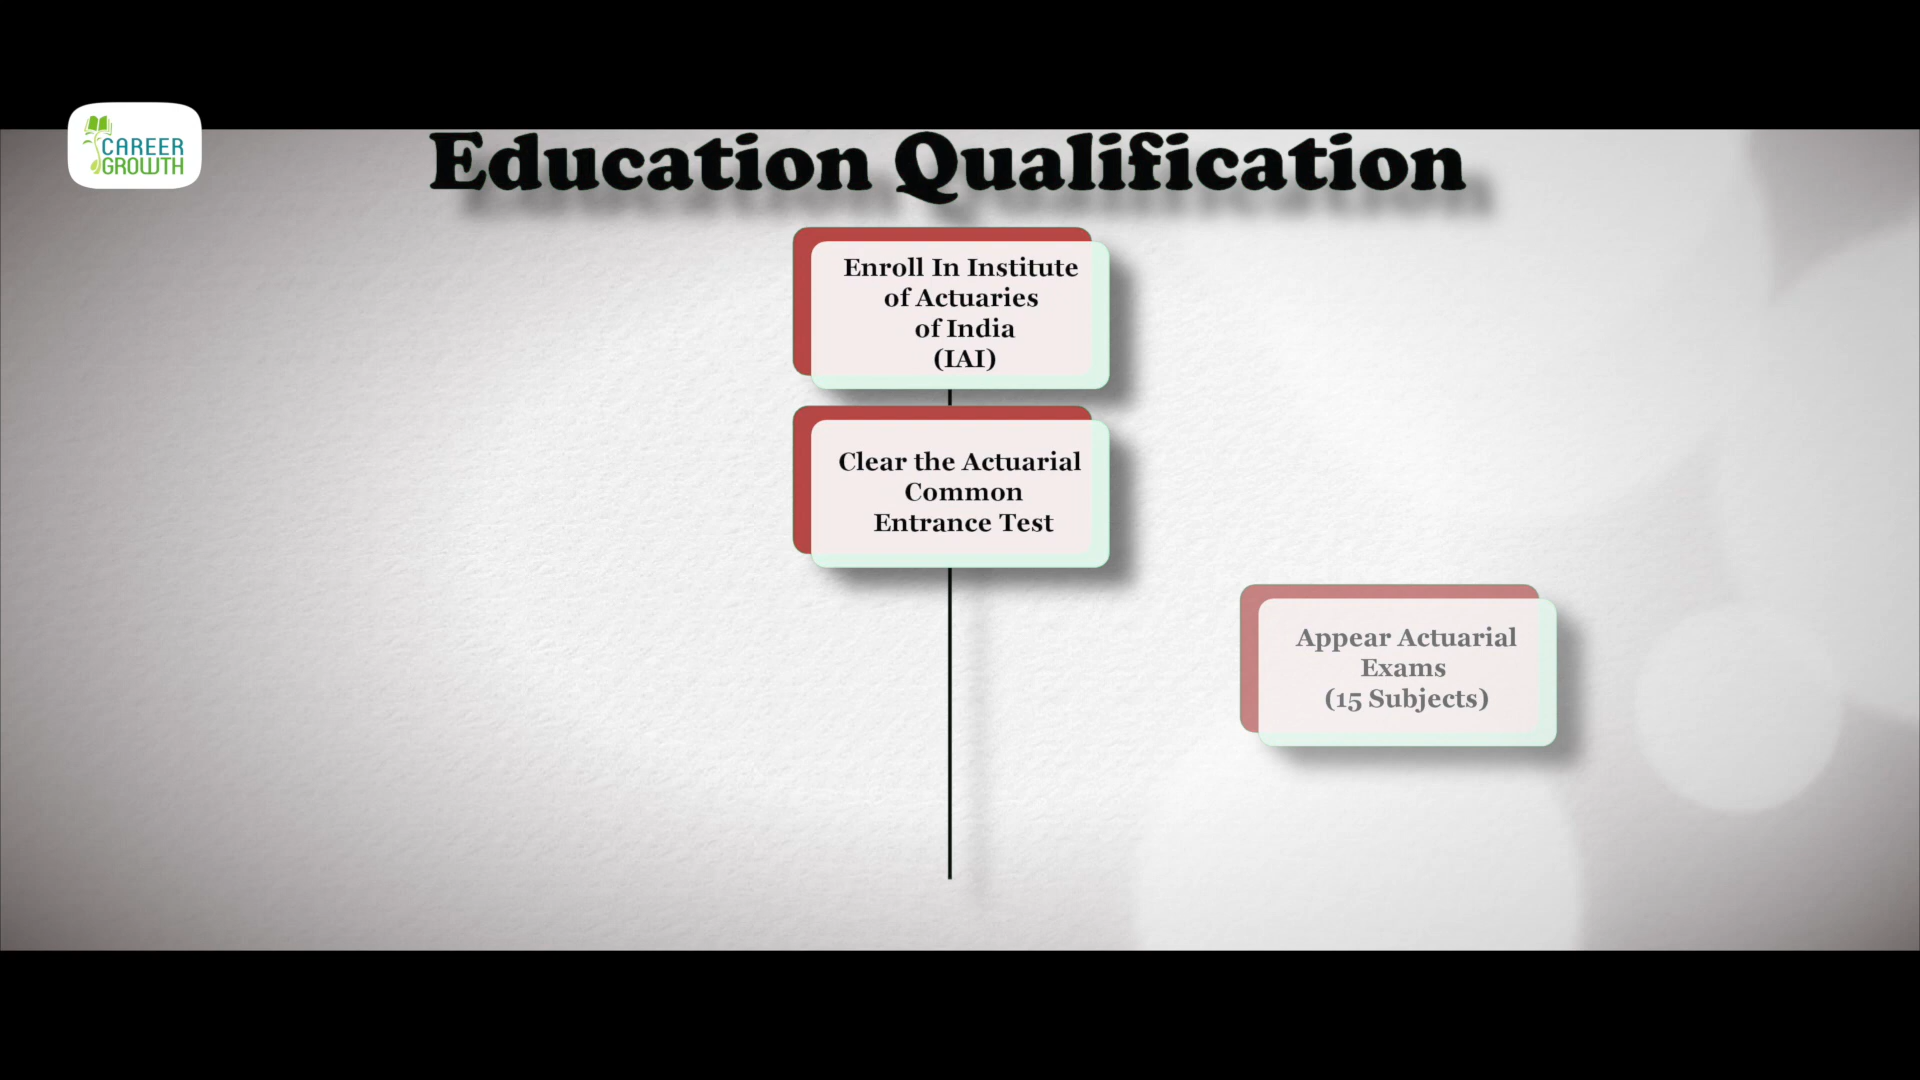 CAREER
GROWTH
Education Qualification
Enroll In Institute
of Actuaries
of India
(IAI)
Clear the Actuarial
Common
Entrance Test
Appear Actuarial
Exams
(15 Subjects)